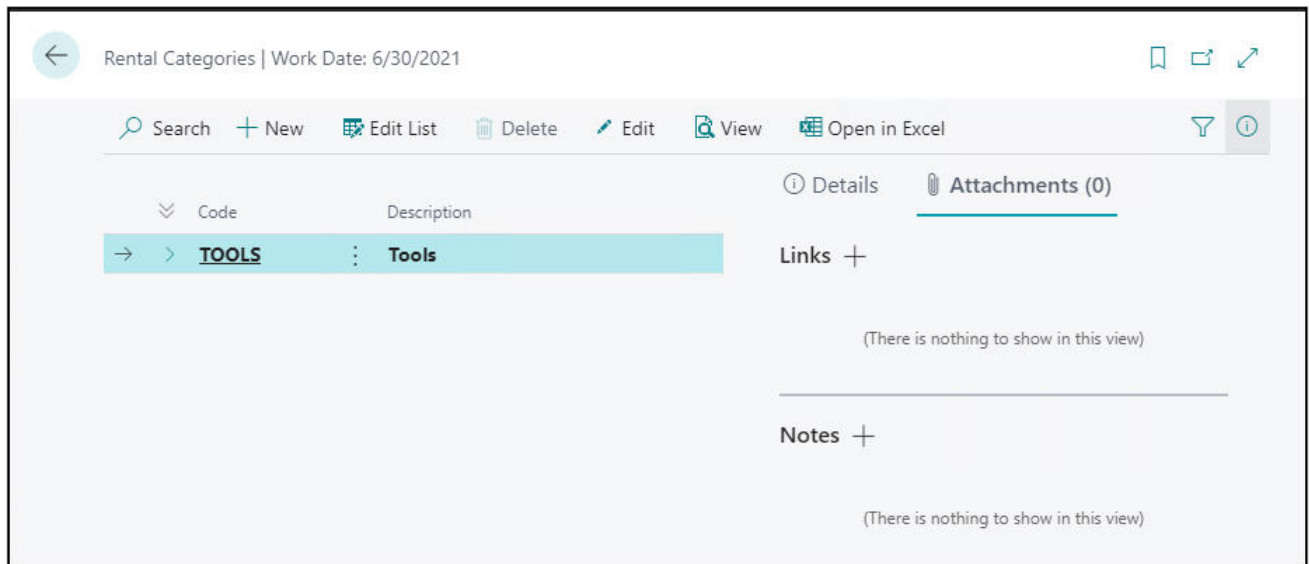 Rental Categories | Work Date: 6/30/2021
Search New Edit List Delete Edit View Open in Excel
Details Attachments (0)
Code Description
TOOLS Tools
Links
(There is nothing to show in this view)
Notes
(There is nothing to show in this view)